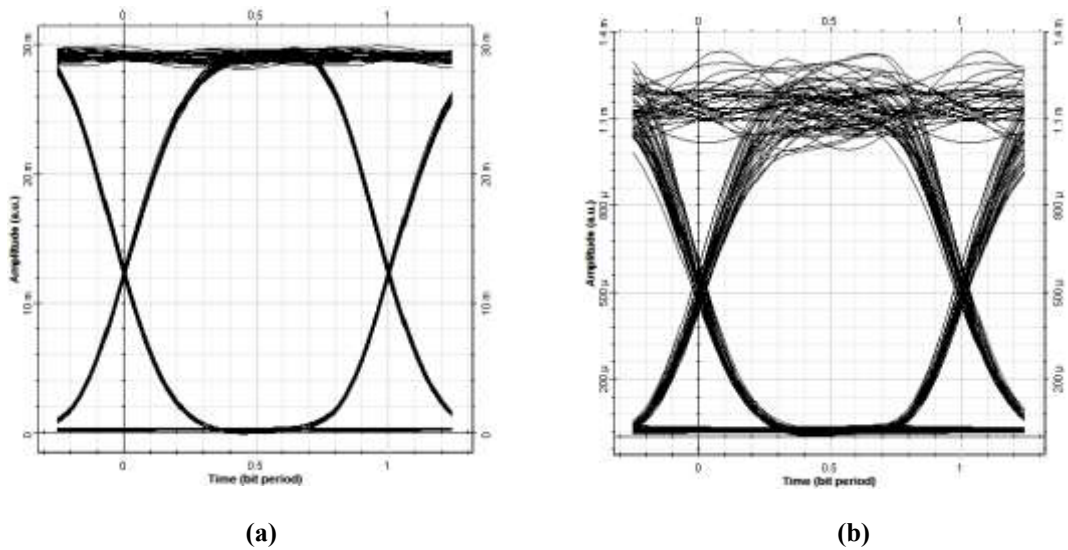 0 0.5 1
0 0.5 1
30 m
30 m
1.4 m
1.4 m
1.1 m
1.1 m
20 m
20 m
800 µ
800 µ
Amplitude (a.u.)
Amplitude (a.u.)
10 m
10 m
500 µ
500 µ
200 µ
200 µ
0
0
0 0.5 1
0 0.5 1
Time (bit period)
Time (bit period)
(a)
(b)